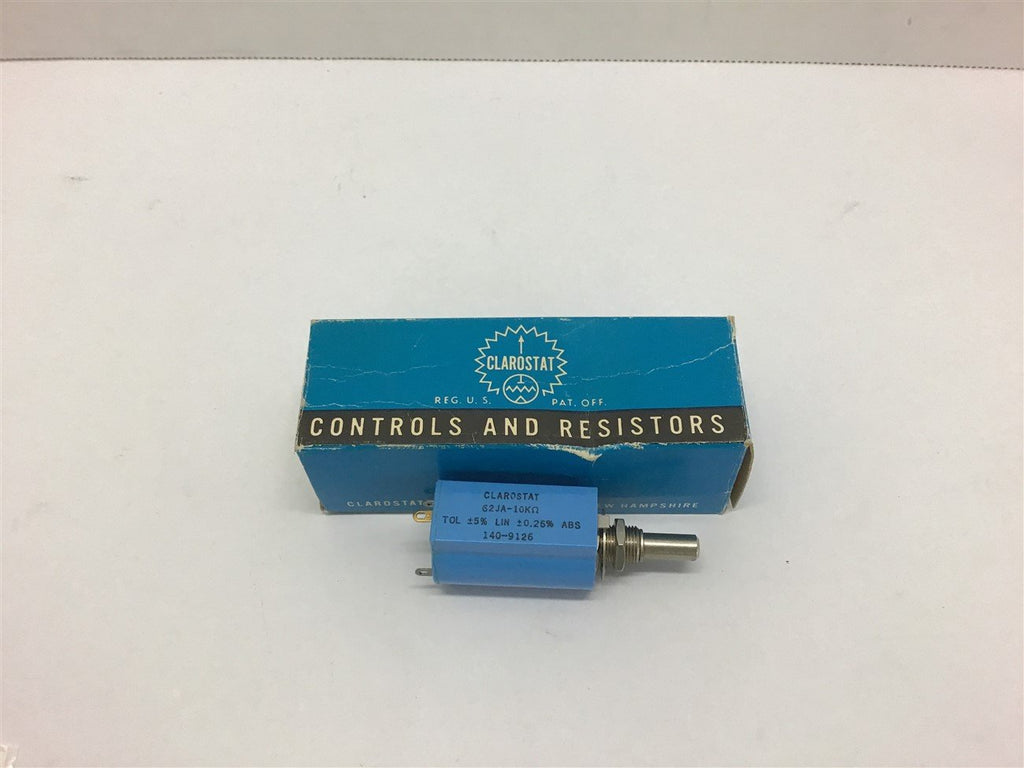 CLAROSTAT
REG. U. S. PAT. OFF.
CONTROLS AND RESISTORS
CLAROSTAT HAMPSHIRE
CLAROSTAT
62JA-10KΩ
TOL ±5% LIN ±0.25% ABS
140-9126